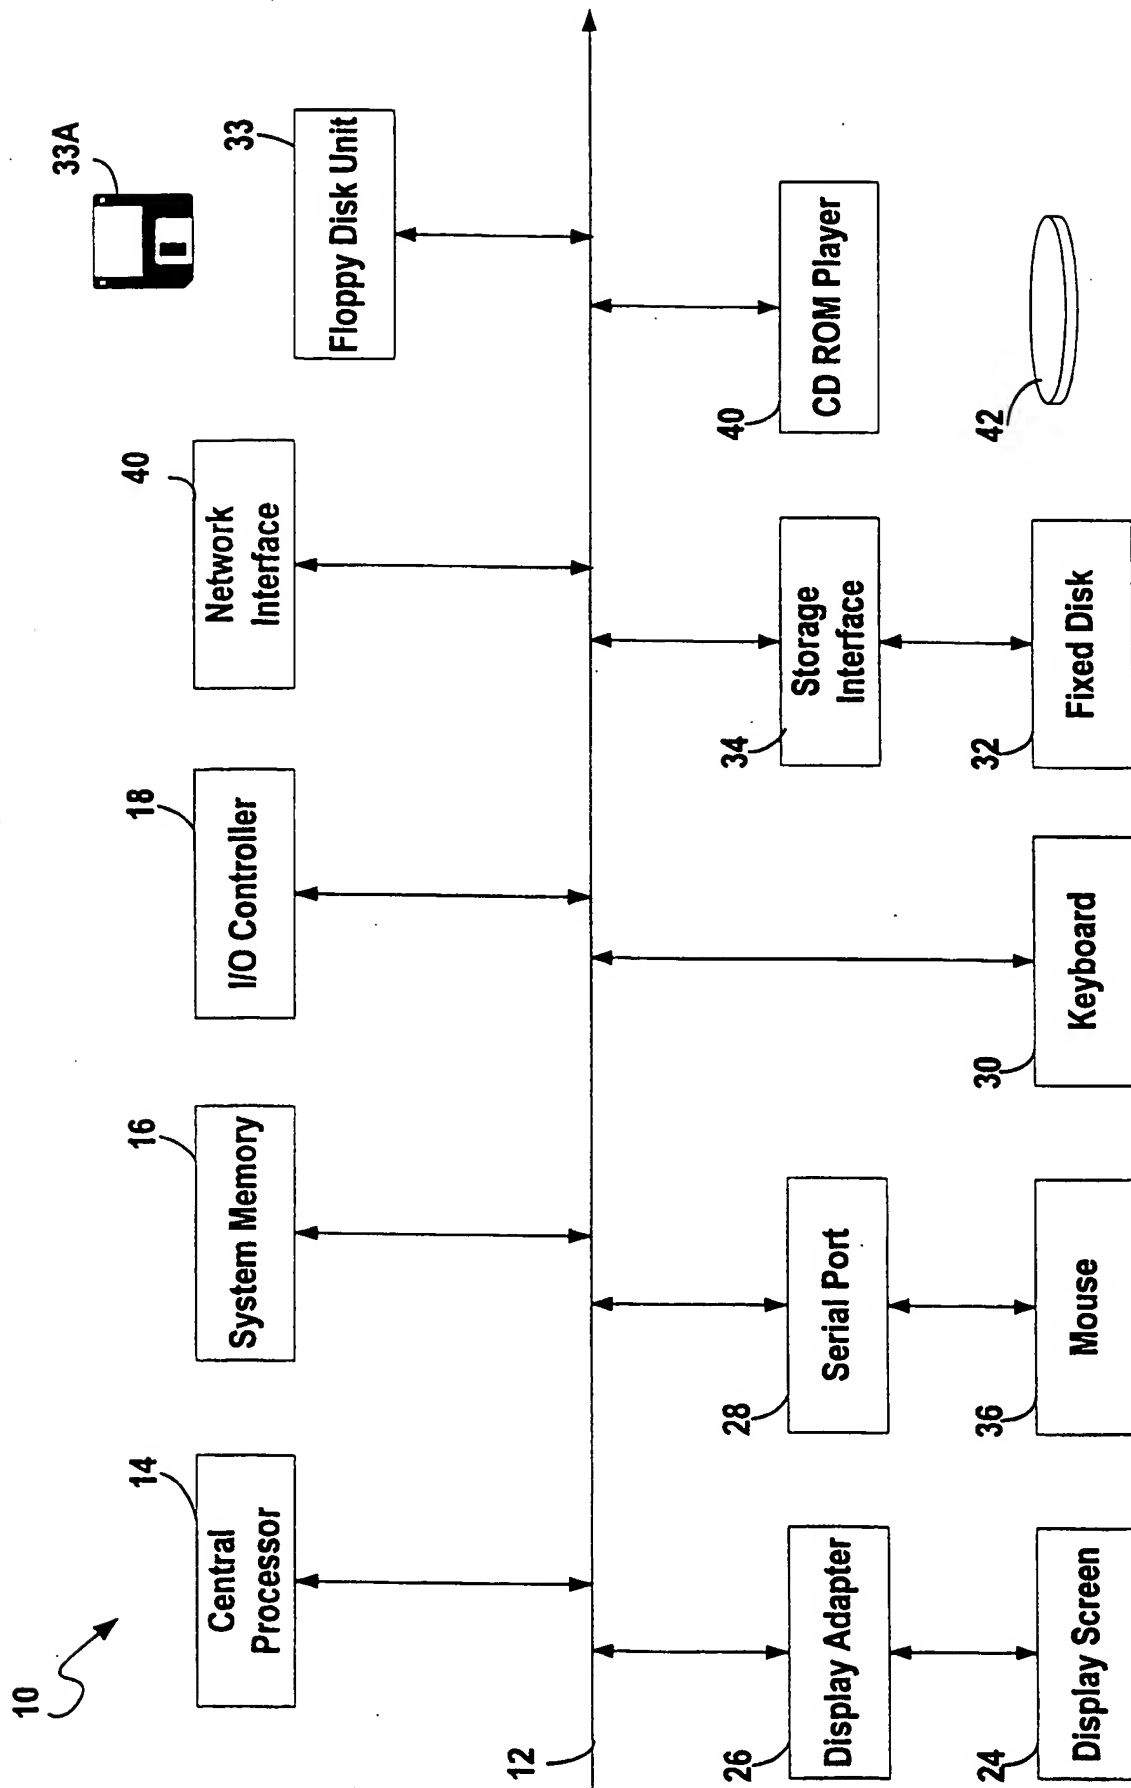 10
14
Central
Processor
16
System Memory
18
I/O Controller
40
Network
Interface
33
Floppy Disk Unit
33A
12
26
Display Adapter
28
Serial Port
34
Storage
Interface
40
CD ROM Player
24
Display Screen
36
Mouse
30
Keyboard
32
Fixed Disk
42